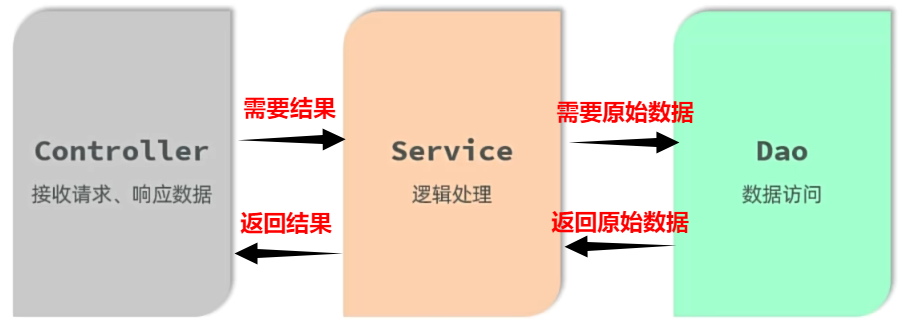 需要结果
需要原始数据
Controller
Service
Dao
接收请求、响应数据
逻辑处理
数据访问
返回结果
返回原始数据